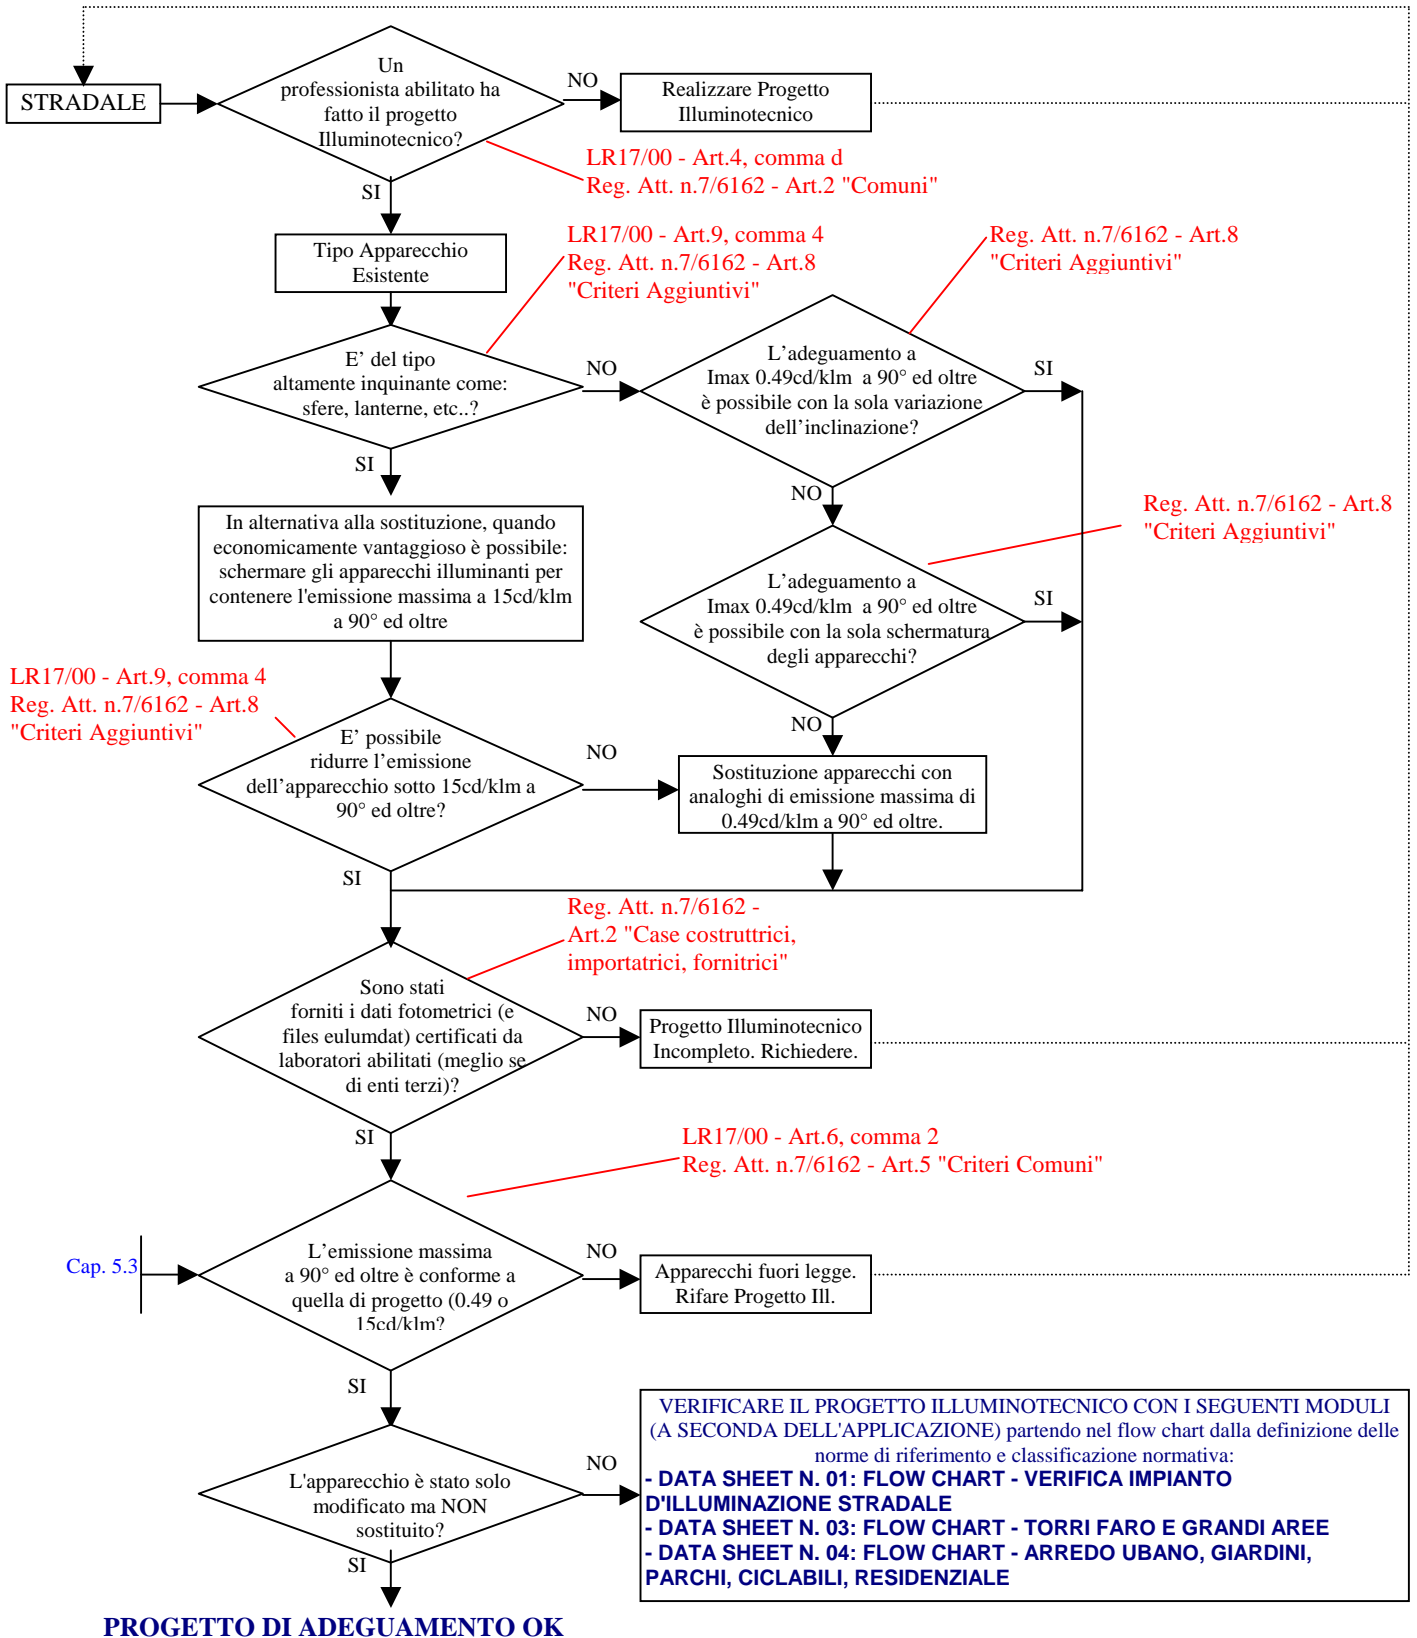 STRADALE
Un
professionista abilitato ha
fatto il progetto
Illuminotecnico?
NO
Realizzare Progetto
Illuminotecnico
LR17/00 - Art.4, comma d
Reg. Att. n.7/6162 - Art.2 "Comuni"
SI
Tipo Apparecchio
Esistente
LR17/00 - Art.9, comma 4
Reg. Att. n.7/6162 - Art.8
"Criteri Aggiuntivi"
Reg. Att. n.7/6162 - Art.8
"Criteri Aggiuntivi"
E' del tipo
altamente inquinante come:
sfere, lanterne, etc..?
NO
L'adeguamento a
Imax 0.49cd/klm a 90° ed oltre
è possibile con la sola variazione
dell'inclinazione?
SI
SI
NO
In alternativa alla sostituzione, quando
economicamente vantaggioso è possibile:
schermare gli apparecchi illuminanti per
contenere l'emissione massima a 15cd/klm
a 90° ed oltre
Reg. Att. n.7/6162 - Art.8
"Criteri Aggiuntivi"
L'adeguamento a
Imax 0.49cd/klm a 90° ed oltre
è possibile con la sola schermatura
degli apparecchi?
SI
LR17/00 - Art.9, comma 4
Reg. Att. n.7/6162 - Art.8
"Criteri Aggiuntivi"
NO
E' possibile
ridurre l'emissione
dell'apparecchio sotto 15cd/klm a
90° ed oltre?
NO
Sostituzione apparecchi con
analoghi di emissione massima di
0.49cd/klm a 90° ed oltre.
SI
Reg. Att. n.7/6162 -
Art.2 "Case costruttrici,
importatrici, fornitrici"
Sono stati
forniti i dati fotometrici (e
files eulumdat) certificati da
laboratori abilitati (meglio se
di enti terzi)?
NO
Progetto Illuminotecnico
Incompleto. Richiedere.
SI
LR17/00 - Art.6, comma 2
Reg. Att. n.7/6162 - Art.5 "Criteri Comuni"
Cap. 5.3
L'emissione massima
a 90° ed oltre è conforme a
quella di progetto (0.49 o
15cd/klm?
NO
Apparecchi fuori legge.
Rifare Progetto Ill.
SI
L'apparecchio è stato solo
modificato ma NON
sostituito?
NO
VERIFICARE IL PROGETTO ILLUMINOTECNICO CON I SEGUENTI MODULI
(A SECONDA DELL'APPLICAZIONE) partendo nel flow chart dalla definizione delle
norme di riferimento e classificazione normativa:
- DATA SHEET N. 01: FLOW CHART - VERIFICA IMPIANTO
D'ILLUMINAZIONE STRADALE
- DATA SHEET N. 03: FLOW CHART - TORRI FARO E GRANDI AREE
- DATA SHEET N. 04: FLOW CHART - ARREDO UBANO, GIARDINI,
PARCHI, CICLABILI, RESIDENZIALE
SI
PROGETTO DI ADEGUAMENTO OK